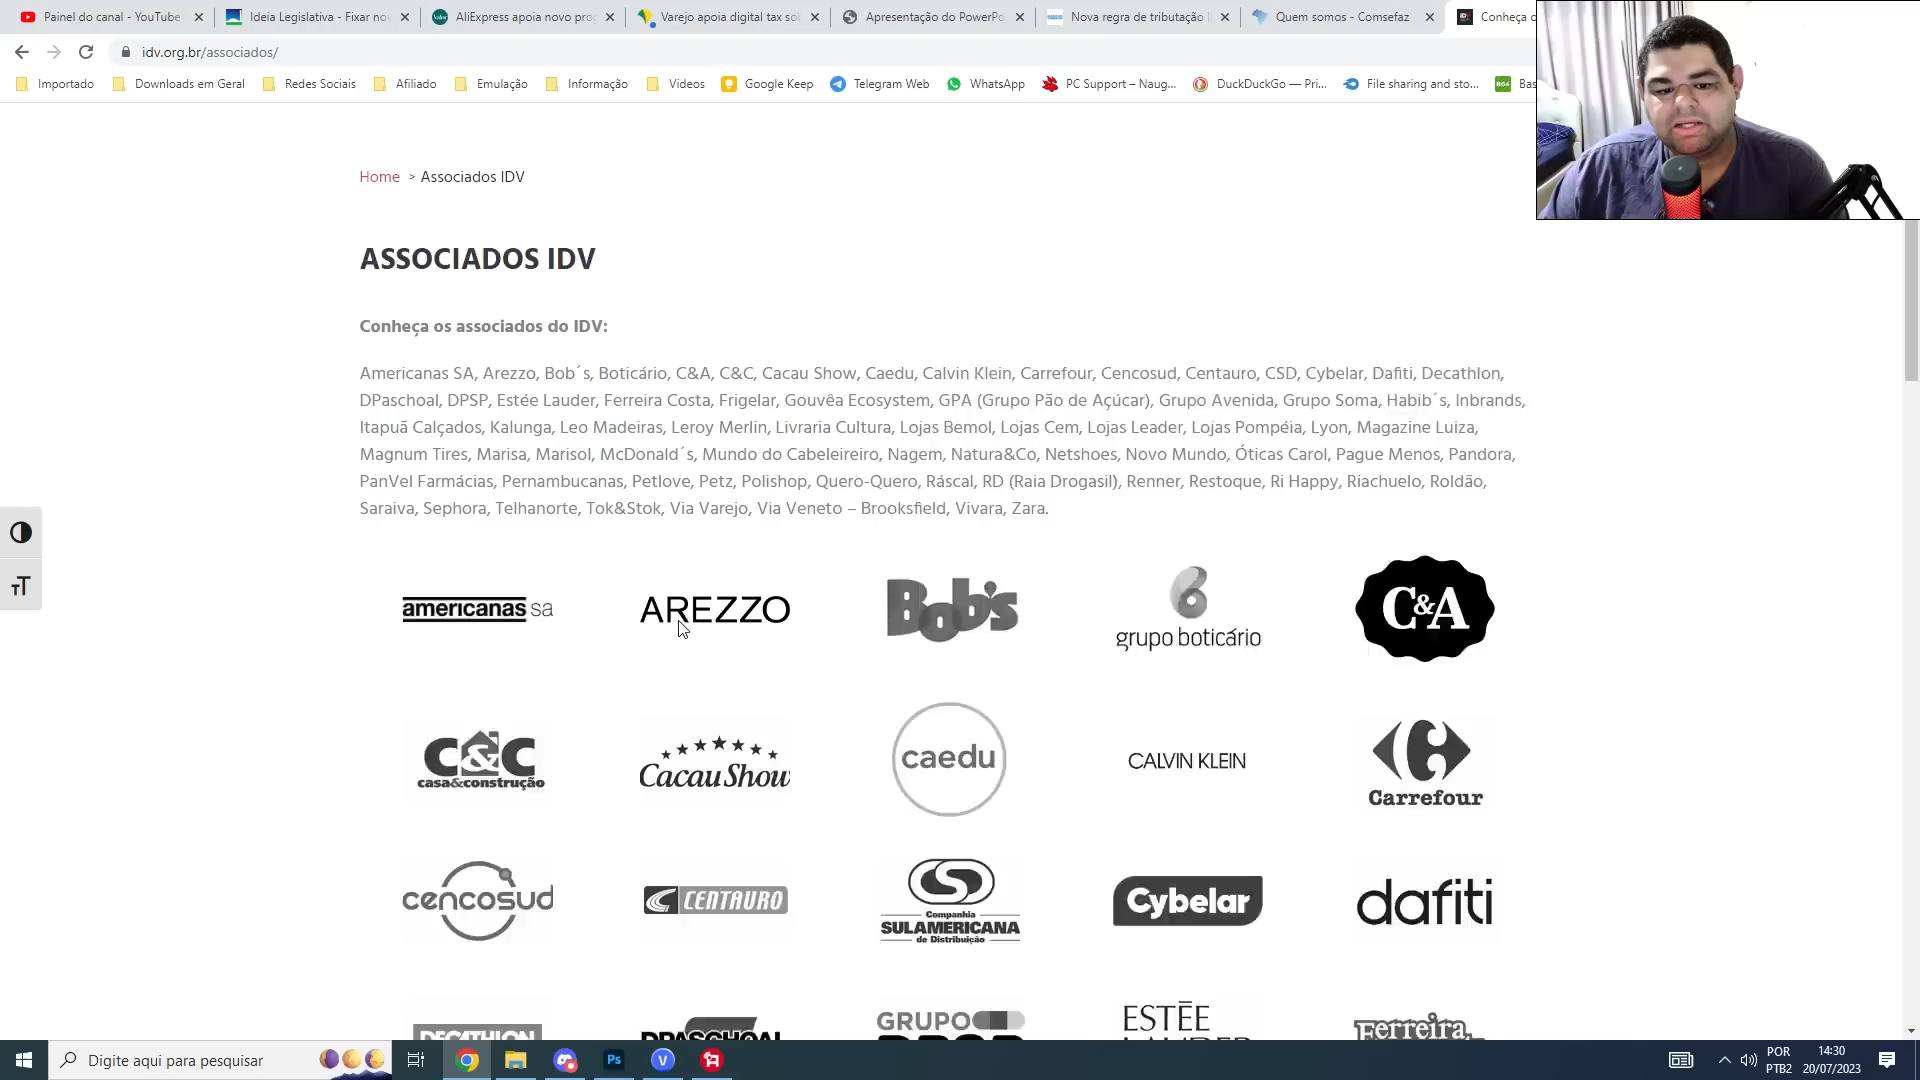 Painel do canal - YouTube
Ideia Legislativa - Fixar no
AliExpress apoia novo pro
Varejo apoia digital tax so
Apresentação do PowerPo
Nova regra de tributação
Quem somos - Comsefaz
Conheça o
idv.org.br/associados/
Importado
Downloads em Geral
Redes Sociais
Afiliado
Emulação
Informação
Videos
Google Keep
Telegram Web
WhatsApp
PC Support – Naug...
DuckDuckGo — Pri...
File sharing and sto...
Bas
Home > Associados IDV
ASSOCIADOS IDV
Conheça os associados do IDV:
Americanas SA, Arezzo, Bob´s, Boticário, C&A, C&C, Cacau Show, Caedu, Calvin Klein, Carrefour, Cencosud, Centauro, CSD, Cybelar, Dafiti, Decathlon,
DPaschoal, DPSP, Estée Lauder, Ferreira Costa, Frigelar, Gouvêa Ecosystem, GPA (Grupo Pão de Açúcar), Grupo Avenida, Grupo Soma, Habib´s, Inbrands,
Itapuã Calçados, Kalunga, Leo Madeiras, Leroy Merlin, Livraria Cultura, Lojas Bemol, Lojas Cem, Lojas Leader, Lojas Pompéia, Lyon, Magazine Luiza,
Magnum Tires, Marisa, Marisol, McDonald´s, Mundo do Cabeleireiro, Nagem, Natura&Co, Netshoes, Novo Mundo, Óticas Carol, Pague Menos, Pandora,
PanVel Farmácias, Pernambucanas, Petlove, Petz, Polishop, Quero-Quero, Ráscal, RD (Raia Drogasil), Renner, Restoque, Ri Happy, Riachuelo, Roldão,
Saraiva, Sephora, Telhanorte, Tok&Stok, Via Varejo, Via Veneto – Brooksfield, Vivara, Zara.
americanas sa
AREZZO
Bob's
grupo boticário
C&A
C&C
casa&construção
Cacau Show
caedu
CALVIN KLEIN
Carrefour
cencosud
CENTAURO
Companhia
SULAMERICANA
de Distribuição
Cybelar
dafiti
DECATHLON
DPASCHOAL
GRUPO
DPSP
ESTĒE
LAUDER
Ferreira
Digite aqui para pesquisar
Ps
POR
PTB2
14:30
20/07/2023